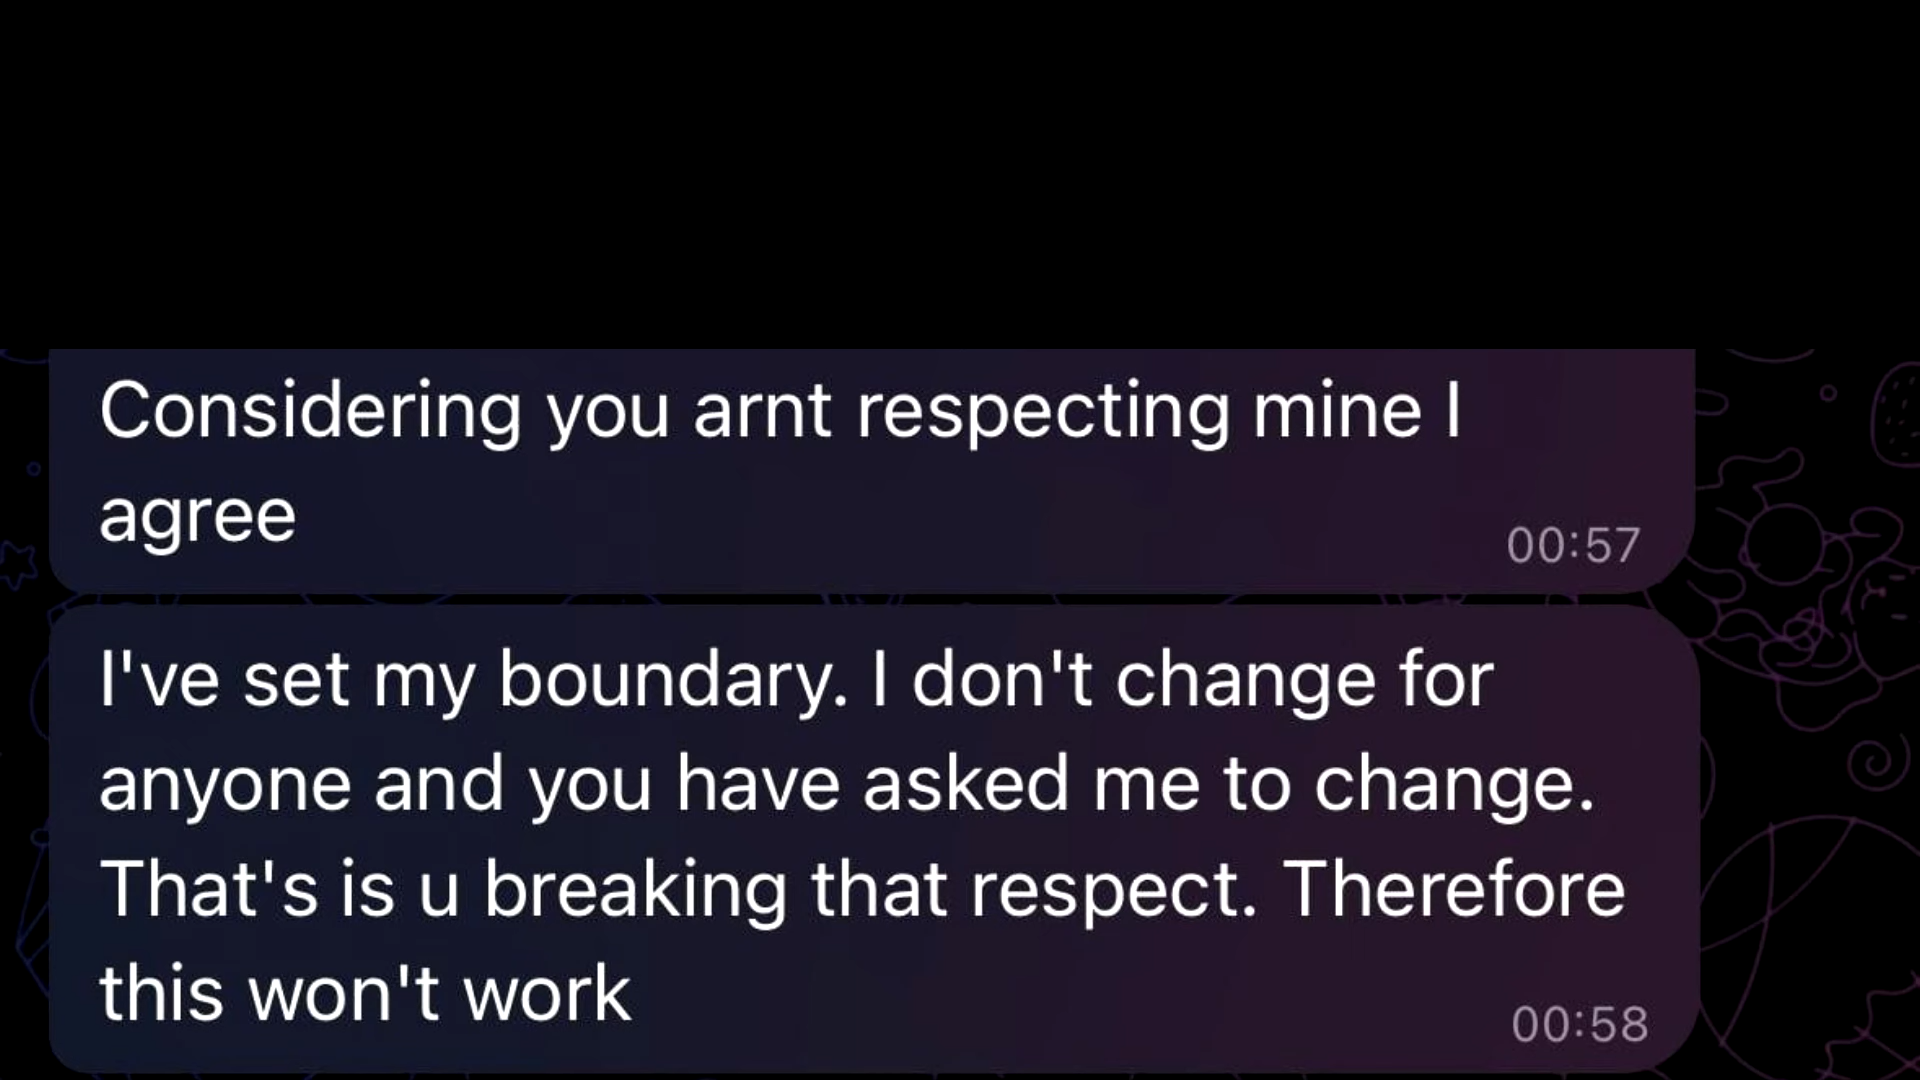 Considering you arnt respecting mine I
agree
00:57
I've set my boundary. I don't change for
anyone and you have asked me to change.
That's is u breaking that respect. Therefore
this won't work
00:58